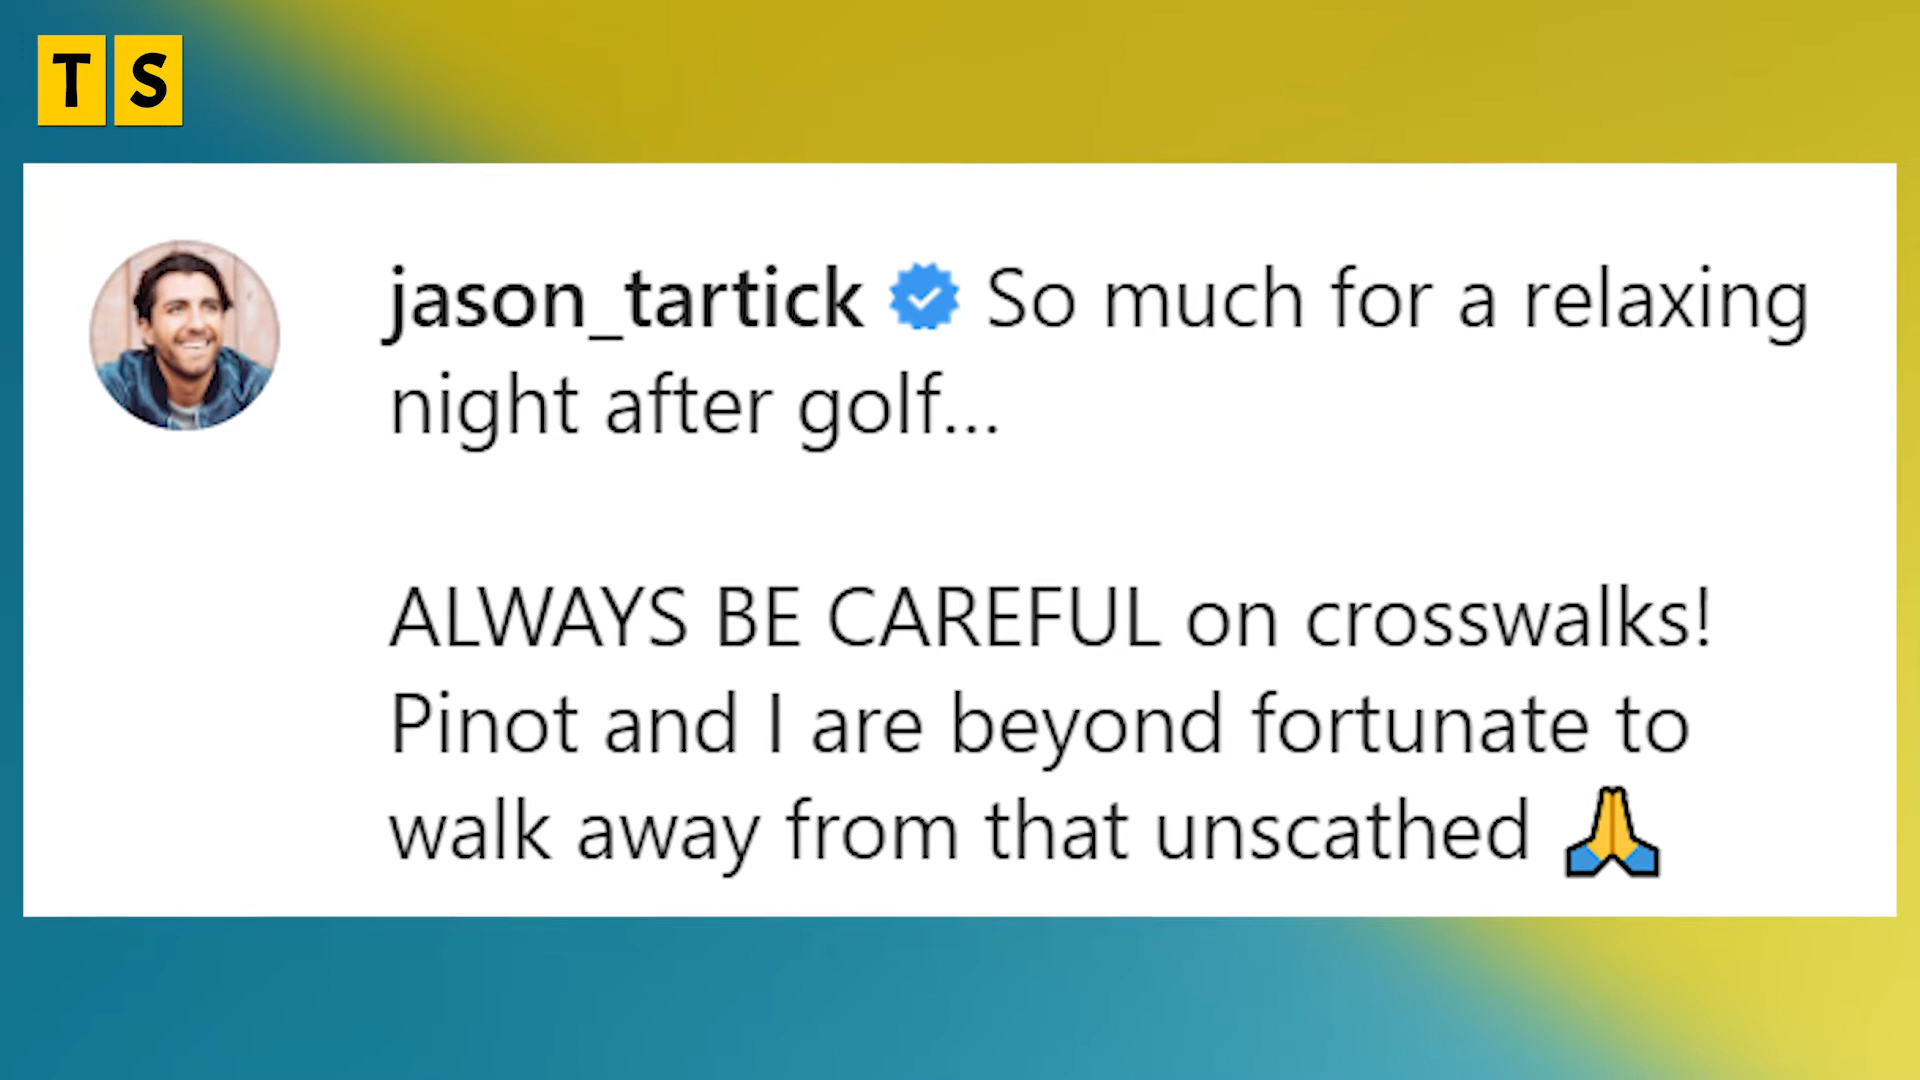 TS
jason_tartick So much for a relaxing
night after golf...
ALWAYS BE CAREFUL on crosswalks!
Pinot and I are beyond fortunate to
walk away from that unscathed 🙏